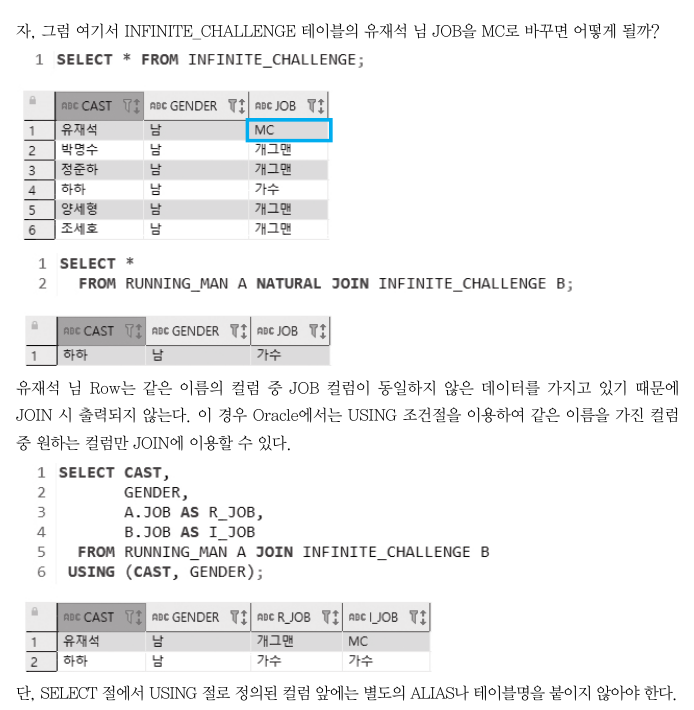 자, 그럼 여기서 INFINITE_CHALLENGE 테이블의 유재석 님 JOB을 MC로 바꾸면 어떻게 될까?
1 SELECT * FROM INFINITE_CHALLENGE;
ABC CAST ABC GENDER ABC JOB
1 유재석 남 MC
2 박명수 남 개그맨
3 정준하 남 개그맨
4 하하 남 가수
5 양세형 남 개그맨
6 조세호 남 개그맨
1 SELECT *
2 FROM RUNNING_MAN A NATURAL JOIN INFINITE_CHALLENGE B;
ABC CAST ABC GENDER ABC JOB
1 하하 남 가수
유재석 님 Row는 같은 이름의 컬럼 중 JOB 컬럼이 동일하지 않은 데이터를 가지고 있기 때문에
JOIN 시 출력되지 않는다. 이 경우 Oracle에서는 USING 조건절을 이용하여 같은 이름을 가진 컬럼
중 원하는 컬럼만 JOIN에 이용할 수 있다.
1 SELECT CAST,
2 GENDER,
3 A.JOB AS R_JOB,
4 B.JOB AS I_JOB
5 FROM RUNNING_MAN A JOIN INFINITE_CHALLENGE B
6 USING (CAST, GENDER);
ABC CAST ABC GENDER ABC R_JOB ABC I_JOB
1 유재석 남 개그맨 MC
2 하하 남 가수 가수
단, SELECT 절에서 USING 절로 정의된 컬럼 앞에는 별도의 ALIAS나 테이블명을 붙이지 않아야 한다.